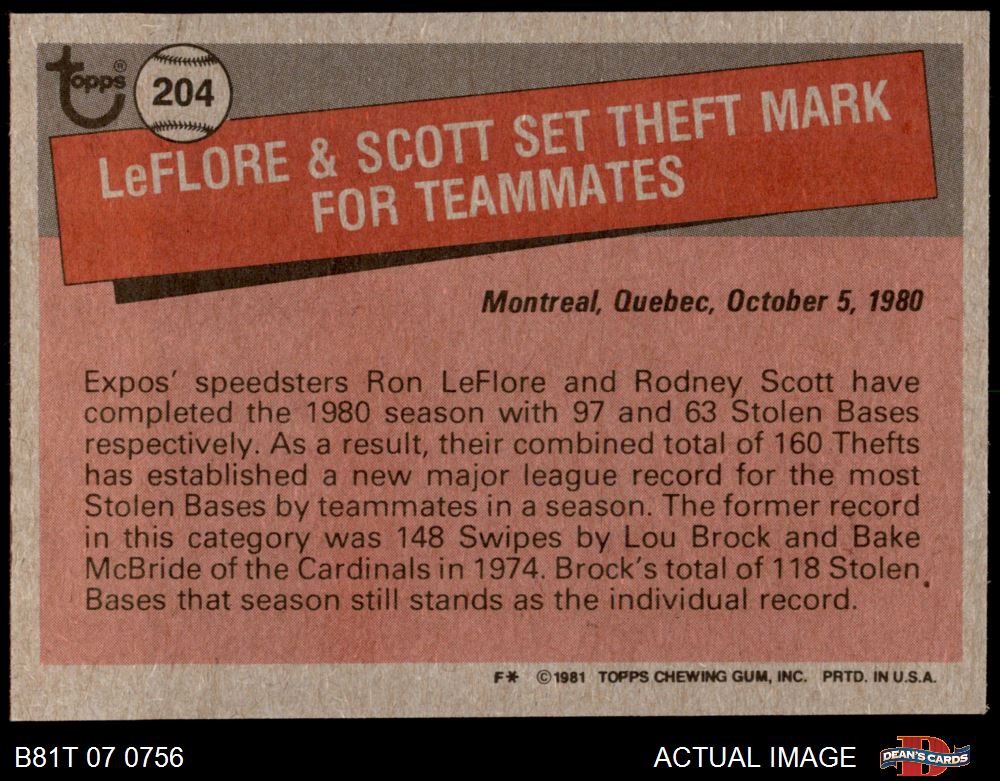 topps®
204
LeFLORE & SCOTT SET THEFT MARK
FOR TEAMMATES
Montreal, Quebec, October 5, 1980
Expos' speedsters Ron LeFlore and Rodney Scott have
completed the 1980 season with 97 and 63 Stolen Bases
respectively. As a result, their combined total of 160 Thefts
has established a new major league record for the most
Stolen Bases by teammates in a season. The former record
in this category was 148 Swipes by Lou Brock and Bake
McBride of the Cardinals in 1974. Brock's total of 118 Stolen
Bases that season still stands as the individual record.
F* ©1981 TOPPS CHEWING GUM, INC. PRTD. IN U.S.A.
B81T 07 0756
ACTUAL IMAGE
D
DEAN'S CARDS